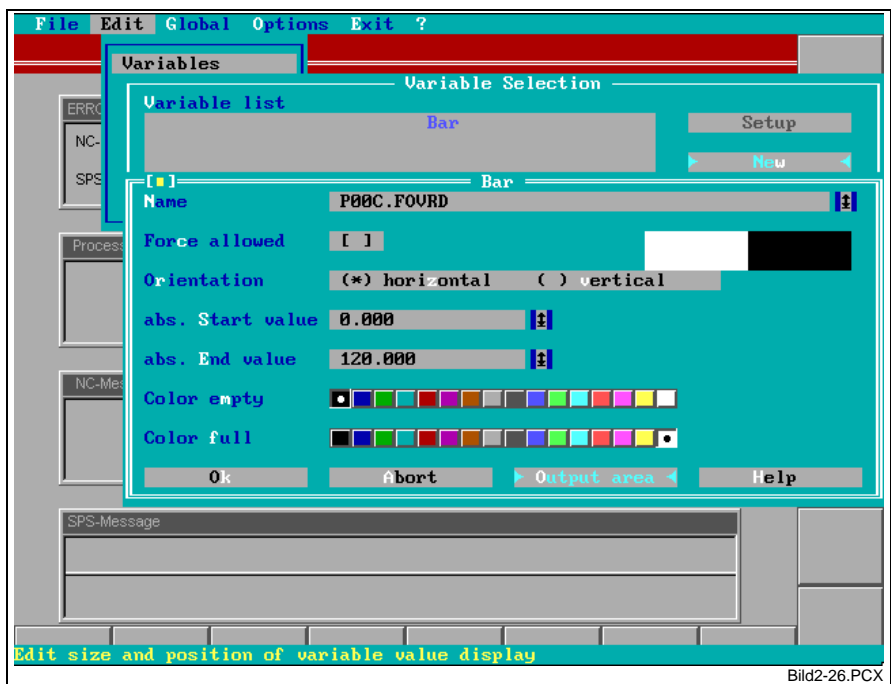 File Edit Global Options Exit ?
Variables
Variable Selection
Variable list
Bar
Setup
New
ERRO
NC-
SPS
[■] Bar
Name P00C.FOVRD
Force allowed [ ]
Process
Orientation (*) horizontal ( ) vertical
abs. Start value 0.000
abs. End value 120.000
NC-Mes
Color empty
Color full
Ok Abort Output area Help
SPS-Message
Edit size and position of variable value display
Bild2-26.PCX